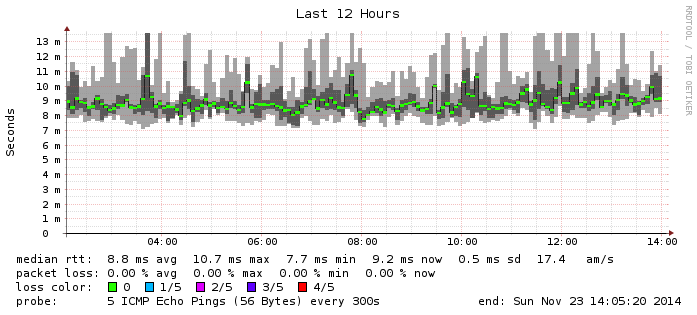 Last 12 Hours
RRDTOOL / TOBI OETIKER
Seconds
13 m
12 m
11 m
10 m
9 m
8 m
7 m
6 m
5 m
4 m
3 m
2 m
1 m
0
04:00 06:00 08:00 10:00 12:00 14:00
median rtt: 8.8 ms avg 10.7 ms max 7.7 ms min 9.2 ms now 0.5 ms sd 17.4 am/s
packet loss: 0.00 % avg 0.00 % max 0.00 % min 0.00 % now
loss color: 0 1/5 2/5 3/5 4/5
probe: 5 ICMP Echo Pings (56 Bytes) every 300s end: Sun Nov 23 14:05:20 2014